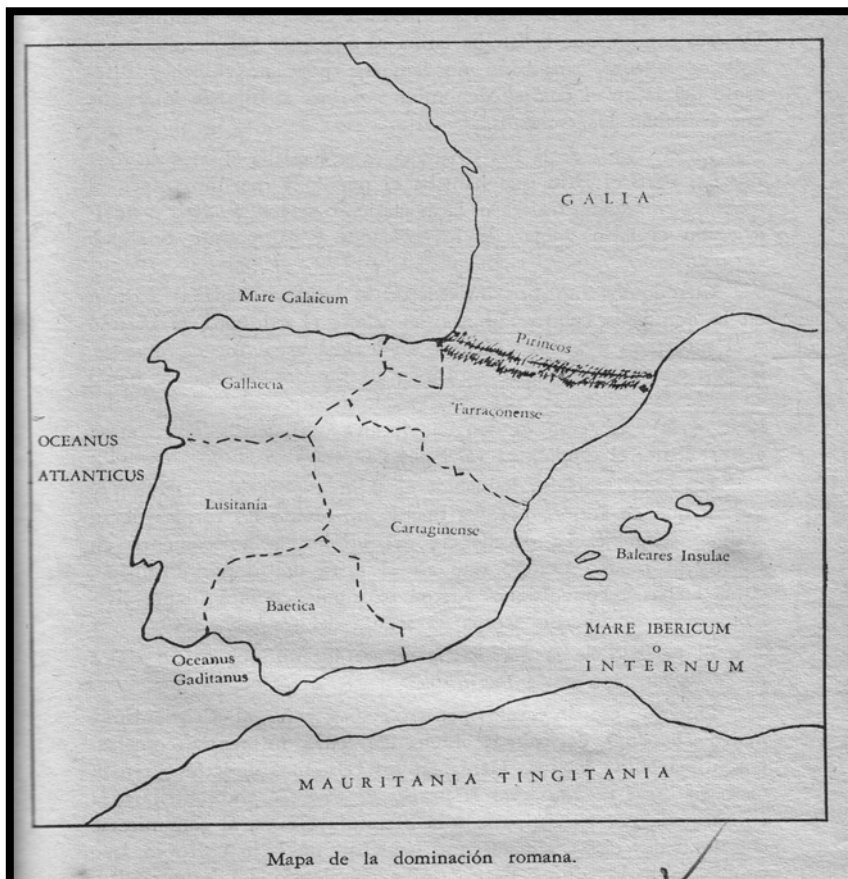 GALIA
Mare Galaicum
Pirineos
Gallaecia
Tarraconense
OCEANUS
ATLANTICUS
Lusitania
Cartaginense
Baleares Insulae
Baetica
MARE IBERICUM
o
INTERNUM
Oceanus
Gaditanus
MAURITANIA TINGITANIA
Mapa de la dominación romana.